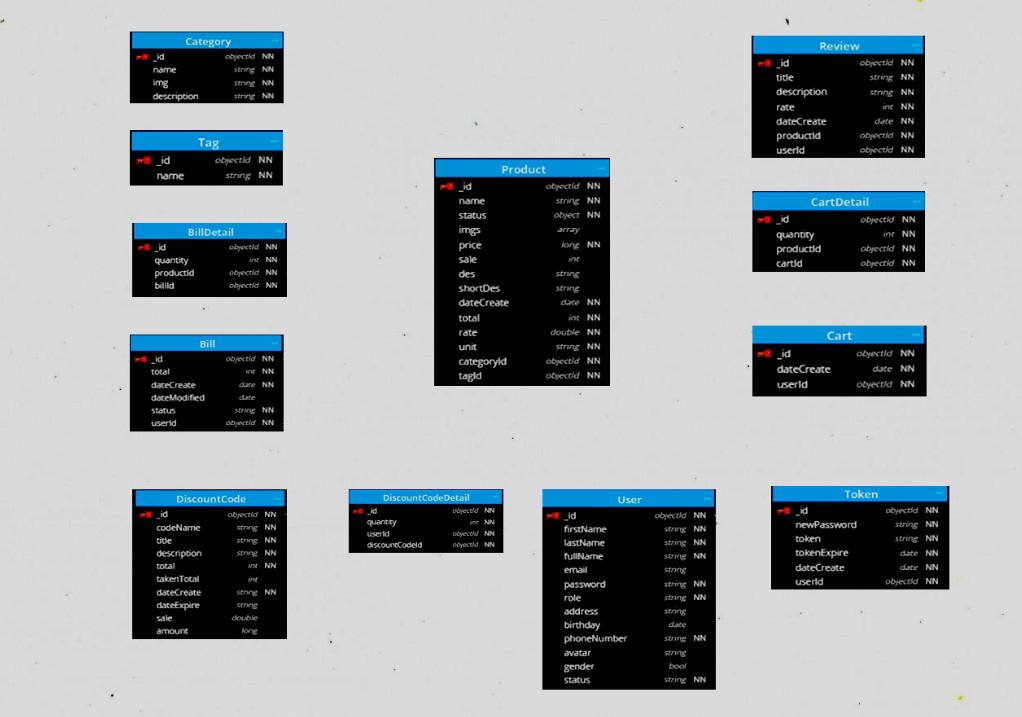 Category
_id objectId NN
name string NN
img string NN
description string NN
Tag
_id objectId NN
name string NN
BillDetail
_id objectId NN
quantity int NN
productId objectId NN
billId objectId NN
Bill
_id objectId NN
total int NN
dateCreate date NN
dateModified date
status string NN
userId objectId NN
Product
_id objectId NN
name string NN
status object NN
imgs array
price long NN
sale int
des string
shortDes string
dateCreate date NN
total int NN
rate double NN
unit string NN
categoryId objectId NN
tagId objectId NN
Review
_id objectId NN
title string NN
description string NN
rate int NN
dateCreate date NN
productId objectId NN
userId objectId NN
CartDetail
_id objectId NN
quantity int NN
productId objectId NN
cartId objectId NN
Cart
_id objectId NN
dateCreate date NN
userId objectId NN
DiscountCode
_id objectId NN
codeName string NN
title string NN
description string NN
total int NN
takenTotal int
dateCreate string NN
dateExpire string
sale double
amount long
DiscountCodeDetail
_id objectId NN
quantity int NN
userId objectId NN
discountCodeId objectId NN
User
_id objectId NN
firstName string NN
lastName string NN
fullName string NN
email string
password string NN
role string NN
address string
birthday date
phoneNumber string NN
avatar string
gender bool
status string NN
Token
_id objectId NN
newPassword string NN
token string NN
tokenExpire date NN
dateCreate date NN
userId objectId NN